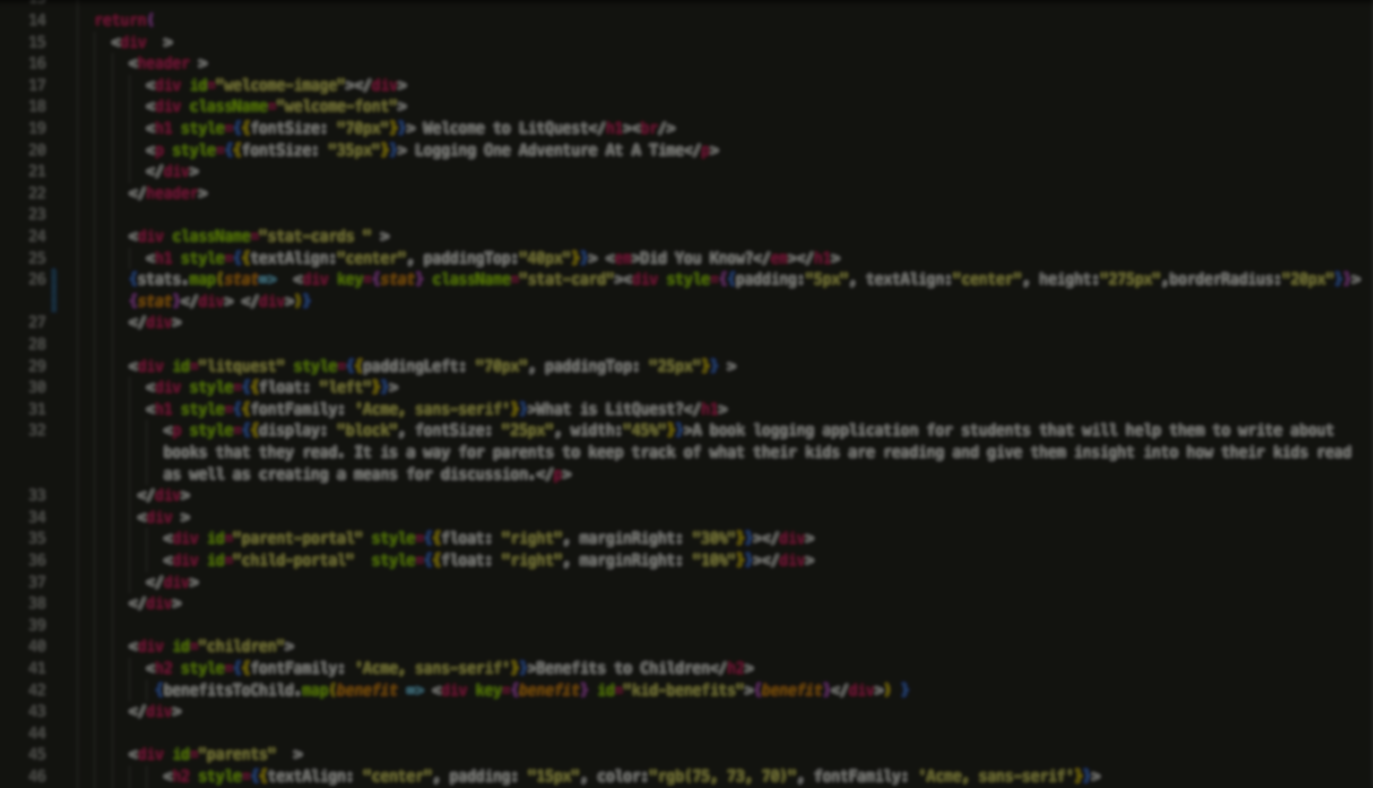 14 return(
15 <div >
16 <header >
17 <div id="welcome-image"></div>
18 <div className="welcome-font">
19 <h1 style={{fontSize: "70px"}}> Welcome to LitQuest</h1><br/>
20 <p style={{fontSize: "35px"}}> Logging One Adventure At A Time</p>
21 </div>
22 </header>
23
24 <div className="stat-cards " >
25 <h1 style={{textAlign:"center", paddingTop:"40px"}}> <em>Did You Know?</em></h1>
26 {stats.map(stat=> <div key={stat} className="stat-card"><div style={{padding:"5px", textAlign:"center", height:"275px",borderRadius:"20px"}}>
{stat}</div> </div>)}
27 </div>
28
29 <div id="litquest" style={{paddingLeft: "70px", paddingTop: "25px"}} >
30 <div style={{float: "left"}}>
31 <h1 style={{fontFamily: 'Acme, sans-serif'}}>What is LitQuest?</h1>
32 <p style={{display: "block", fontSize: "25px", width:"45%"}}>A book logging application for students that will help them to write about
books that they read. It is a way for parents to keep track of what their kids are reading and give them insight into how their kids read
as well as creating a means for discussion.</p>
33 </div>
34 <div >
35 <div id="parent-portal" style={{float: "right", marginRight: "30%"}}></div>
36 <div id="child-portal" style={{float: "right", marginRight: "10%"}}></div>
37 </div>
38 </div>
39
40 <div id="children">
41 <h2 style={{fontFamily: 'Acme, sans-serif'}}>Benefits to Children</h2>
42 {benefitsToChild.map(benefit => <div key={benefit} id="kid-benefits">{benefit}</div>) }
43 </div>
44
45 <div id="parents" >
46 <h2 style={{textAlign: "center", padding: "15px", color:"rgb(75, 73, 70)", fontFamily: 'Acme, sans-serif'}}>